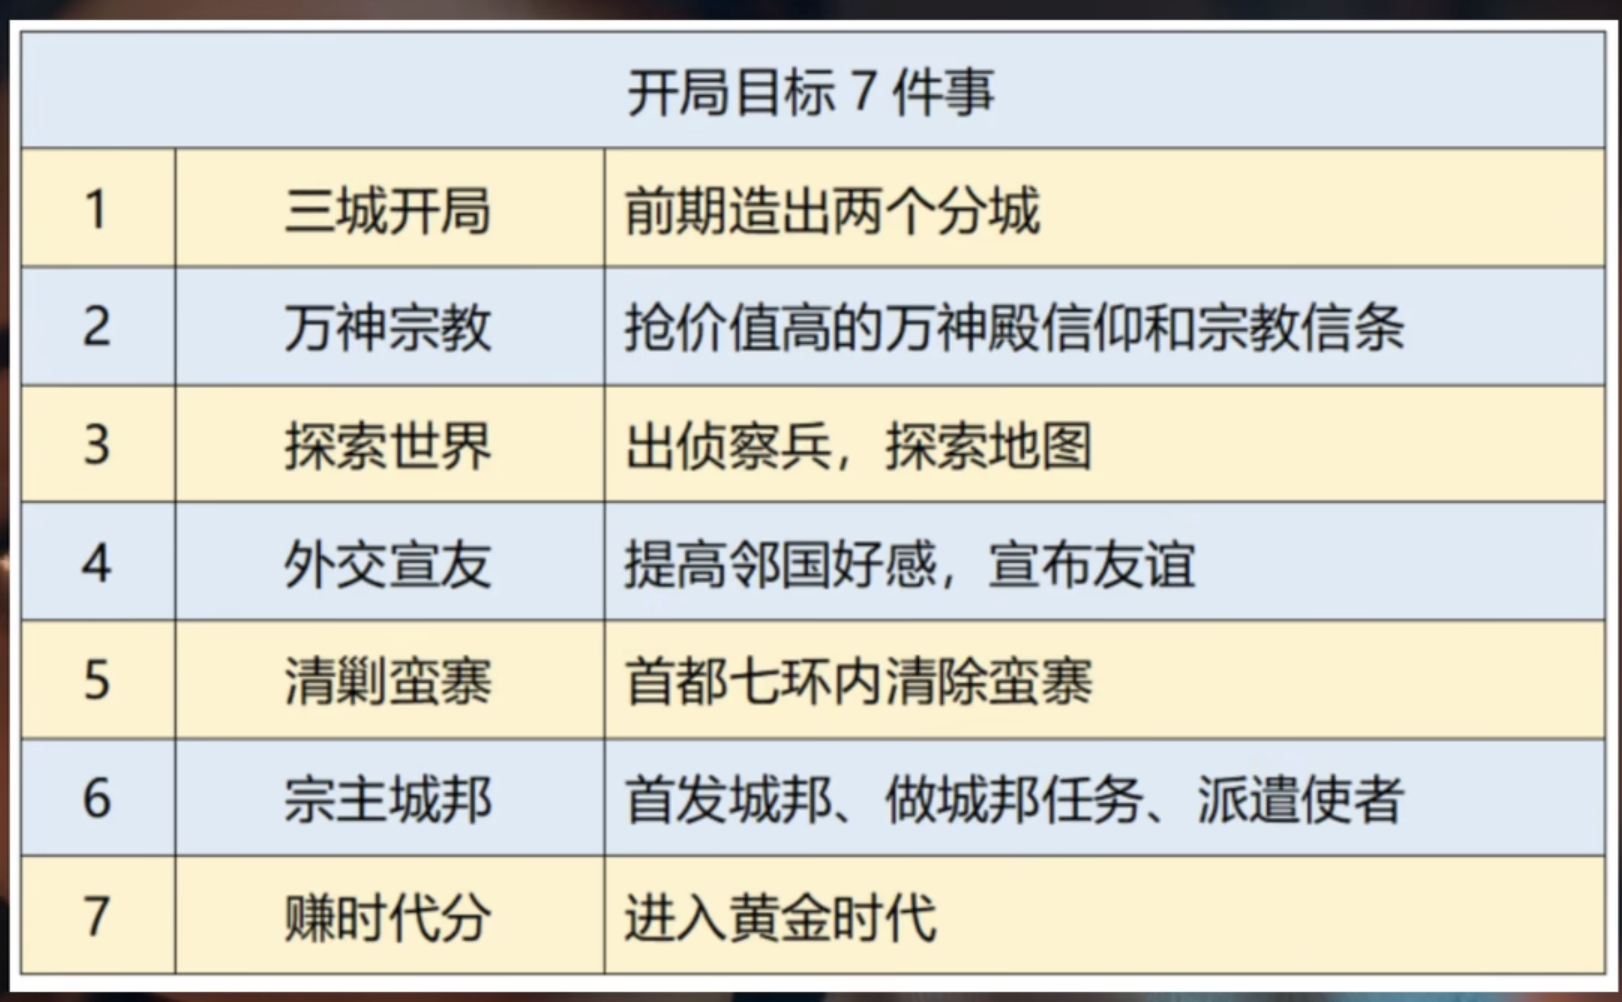 开局目标 7 件事
1 三城开局 前期造出两个分城
2 万神宗教 抢价值高的万神殿信仰和宗教信条
3 探索世界 出侦察兵，探索地图
4 外交宣友 提高邻国好感，宣布友谊
5 清剿蛮寨 首都七环内清除蛮寨
6 宗主城邦 首发城邦、做城邦任务、派遣使者
7 赚时代分 进入黄金时代